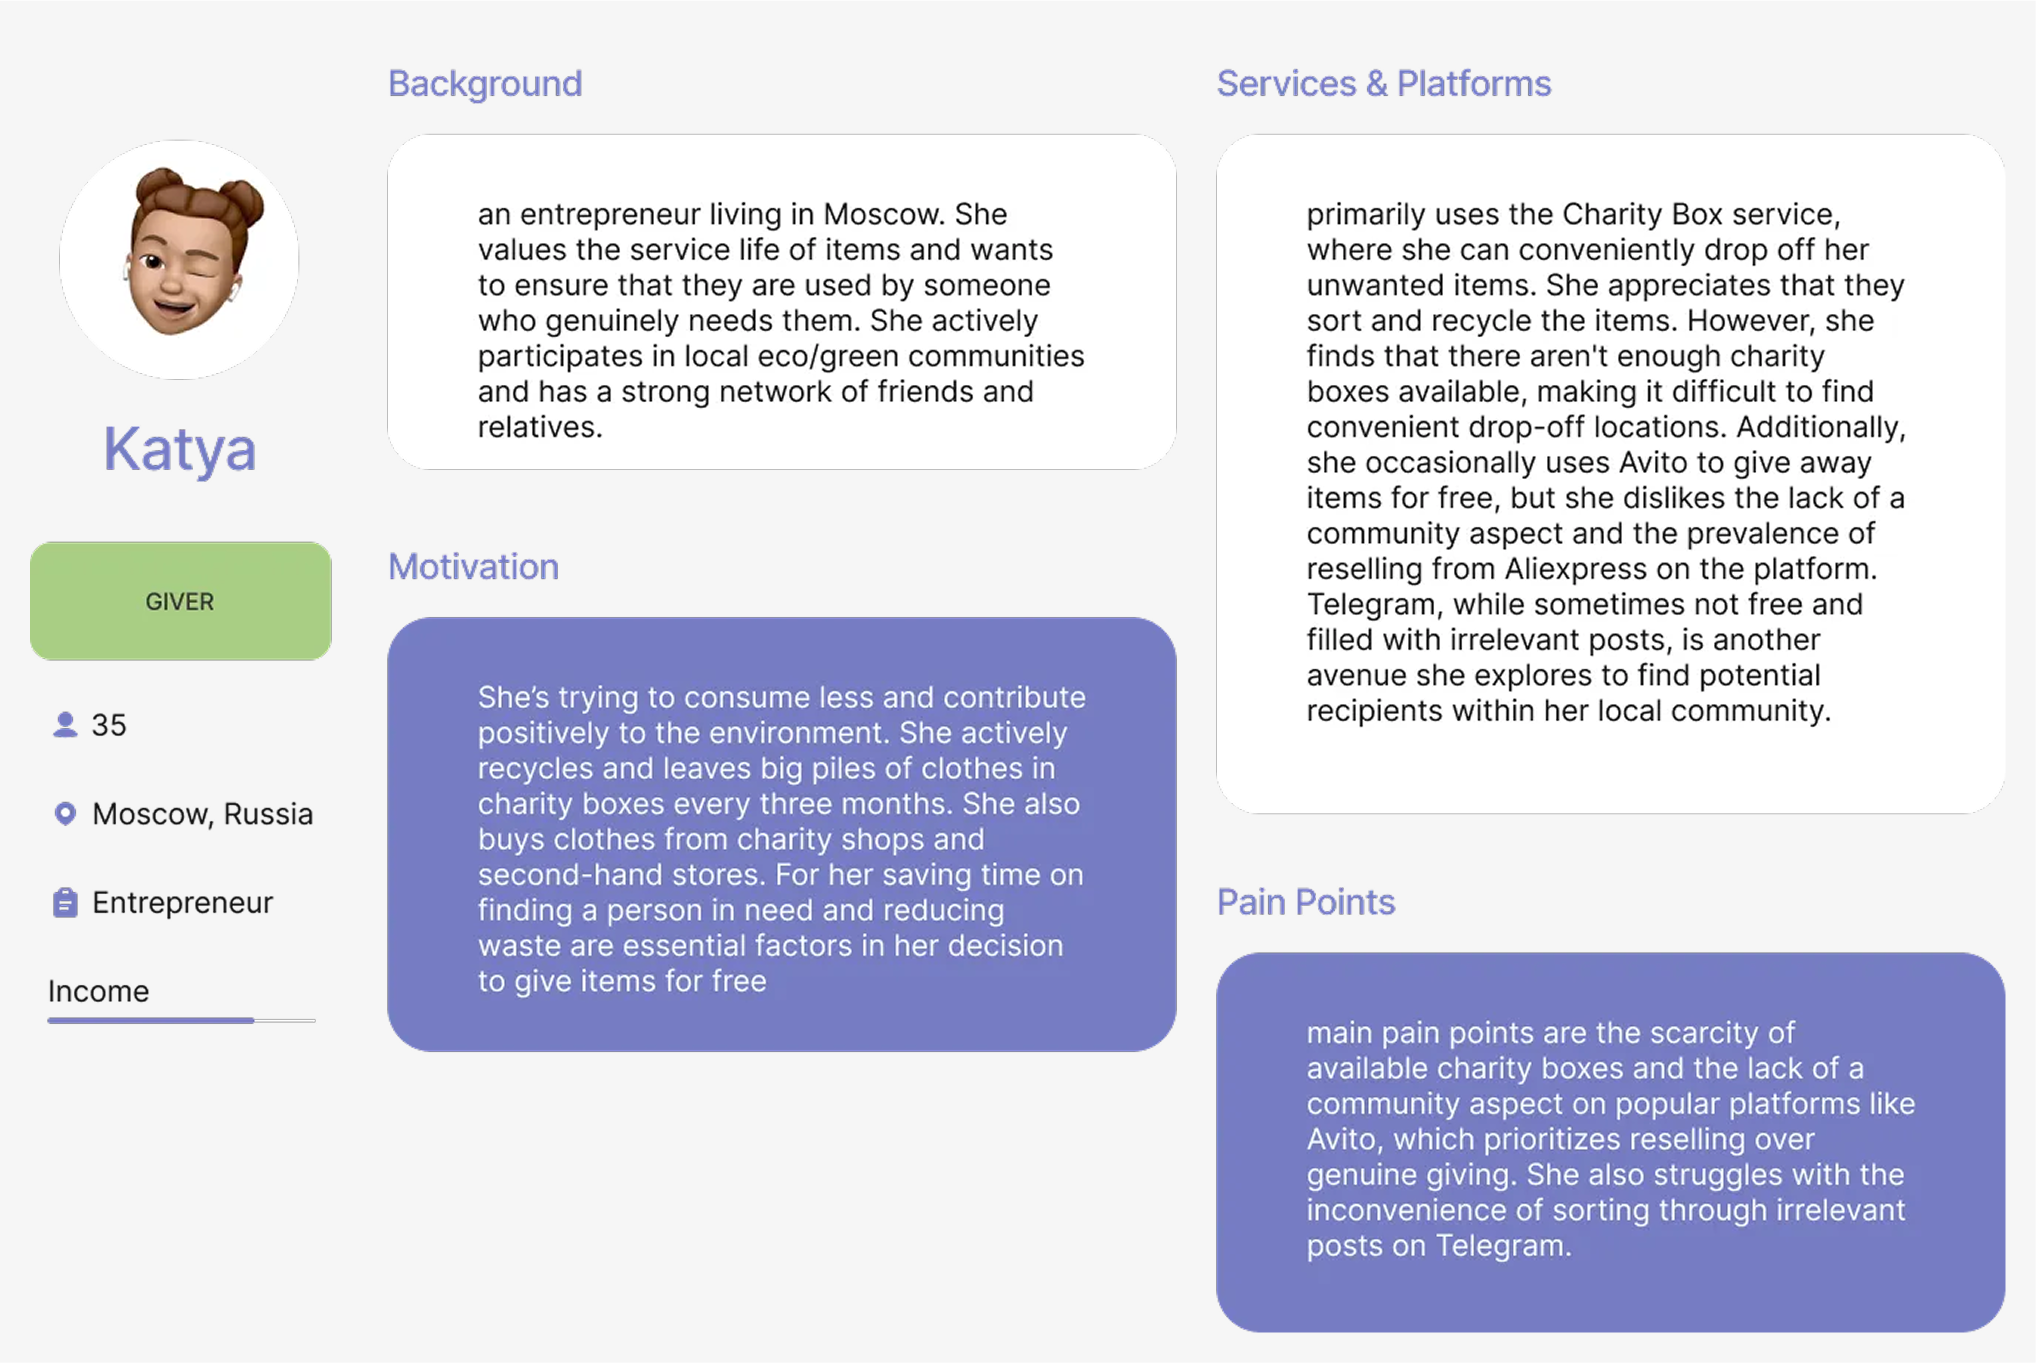 Katya
GIVER
35
Moscow, Russia
Entrepreneur
Income
Background
an entrepreneur living in Moscow. She
values the service life of items and wants
to ensure that they are used by someone
who genuinely needs them. She actively
participates in local eco/green communities
and has a strong network of friends and
relatives.
Motivation
She’s trying to consume less and contribute
positively to the environment. She actively
recycles and leaves big piles of clothes in
charity boxes every three months. She also
buys clothes from charity shops and
second-hand stores. For her saving time on
finding a person in need and reducing
waste are essential factors in her decision
to give items for free
Services & Platforms
primarily uses the Charity Box service,
where she can conveniently drop off her
unwanted items. She appreciates that they
sort and recycle the items. However, she
finds that there aren't enough charity
boxes available, making it difficult to find
convenient drop-off locations. Additionally,
she occasionally uses Avito to give away
items for free, but she dislikes the lack of a
community aspect and the prevalence of
reselling from Aliexpress on the platform.
Telegram, while sometimes not free and
filled with irrelevant posts, is another
avenue she explores to find potential
recipients within her local community.
Pain Points
main pain points are the scarcity of
available charity boxes and the lack of a
community aspect on popular platforms like
Avito, which prioritizes reselling over
genuine giving. She also struggles with the
inconvenience of sorting through irrelevant
posts on Telegram.